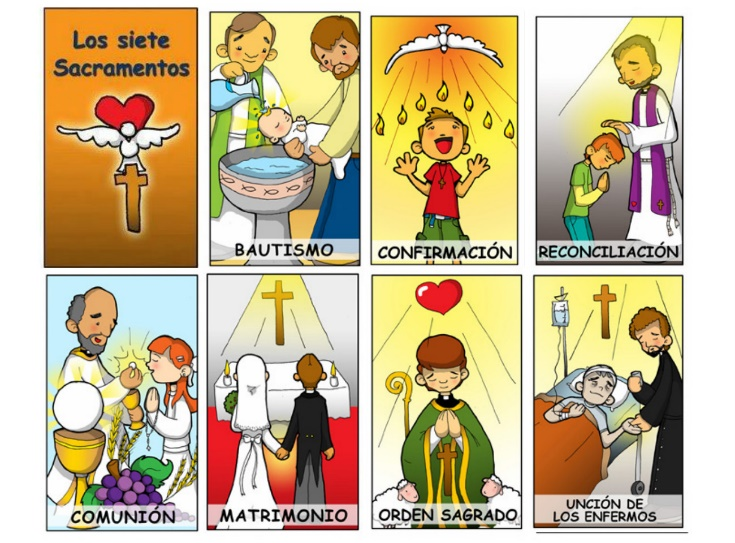 Los siete
Sacramentos
BAUTISMO
CONFIRMACIÓN
RECONCILIACIÓN
COMUNIÓN
MATRIMONIO
ORDEN SAGRADO
UNCIÓN DE
LOS ENFERMOS